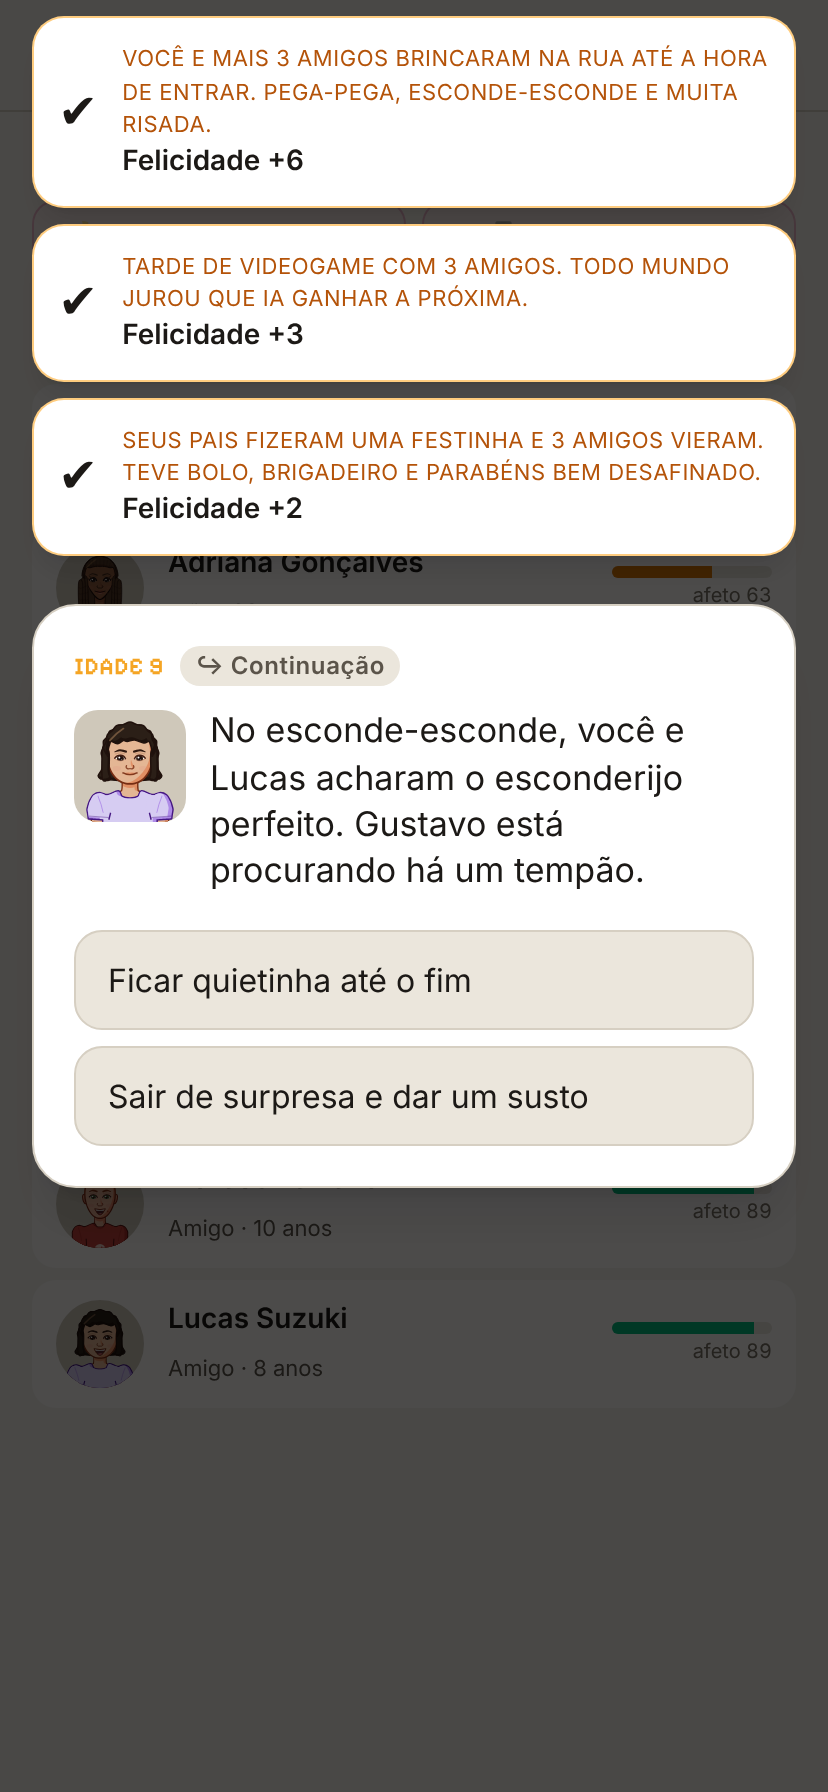 VOCÊ E MAIS 3 AMIGOS BRINCARAM NA RUA ATÉ A HORA
DE ENTRAR. PEGA-PEGA, ESCONDE-ESCONDE E MUITA
RISADA.
Felicidade +6
TARDE DE VIDEOGAME COM 3 AMIGOS. TODO MUNDO
JUROU QUE IA GANHAR A PRÓXIMA.
Felicidade +3
SEUS PAIS FIZERAM UMA FESTINHA E 3 AMIGOS VIERAM.
TEVE BOLO, BRIGADEIRO E PARABÉNS BEM DESAFINADO.
Felicidade +2
Adriana Gonçalves
afeto 63
IDADE 9 ↪ Continuação
No esconde-esconde, você e
Lucas acharam o esconderijo
perfeito. Gustavo está
procurando há um tempão.
Ficar quietinha até o fim
Sair de surpresa e dar um susto
afeto 89
Amigo · 10 anos
Lucas Suzuki
afeto 89
Amigo · 8 anos